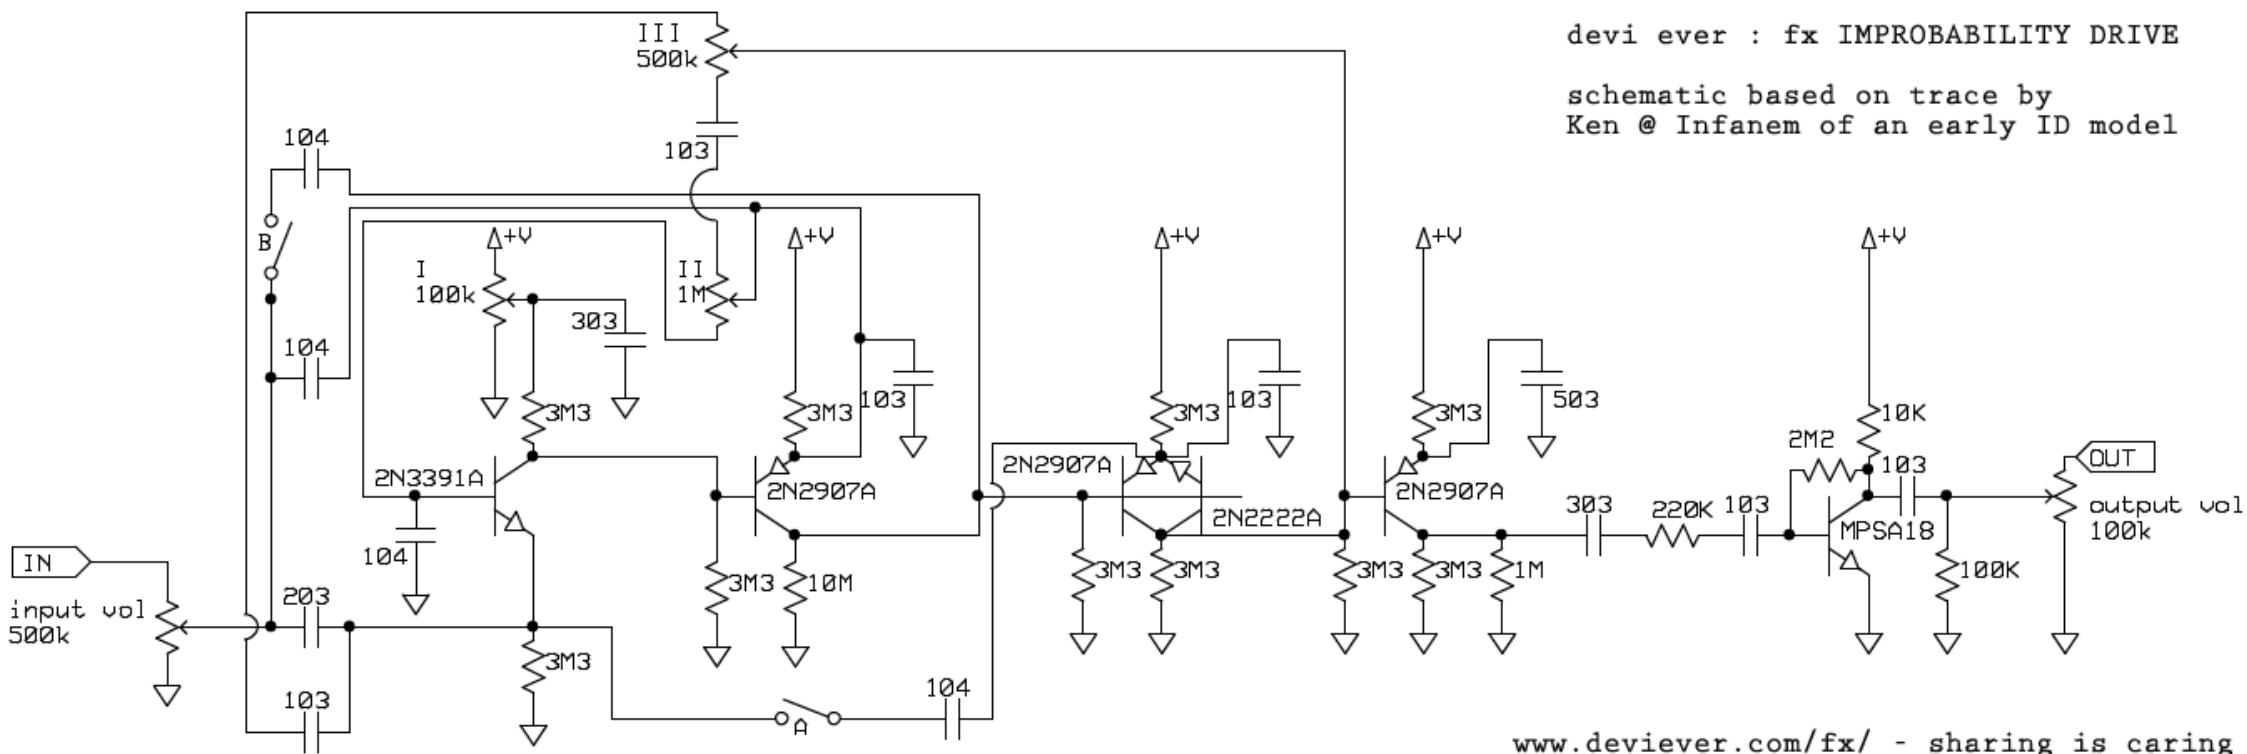 devi ever : fx IMPROBABILITY DRIVE
schematic based on trace by
Ken @ Infanem of an early ID model
III
500k
103
104
B
104
+V
I
100k
303
II
1M
+V
+V
+V
+V
3M3
3M3
103
3M3
103
3M3
503
10K
2M2
103
OUT
output vol
100k
2N3391A
2N2907A
2N2907A
2N2222A
2N2907A
303
220K
103
MPSA18
104
3M3
10M
3M3
3M3
3M3
3M3
1M
100K
IN
input vol
500k
203
3M3
103
A
104
www.deviever.com/fx/ - sharing is caring